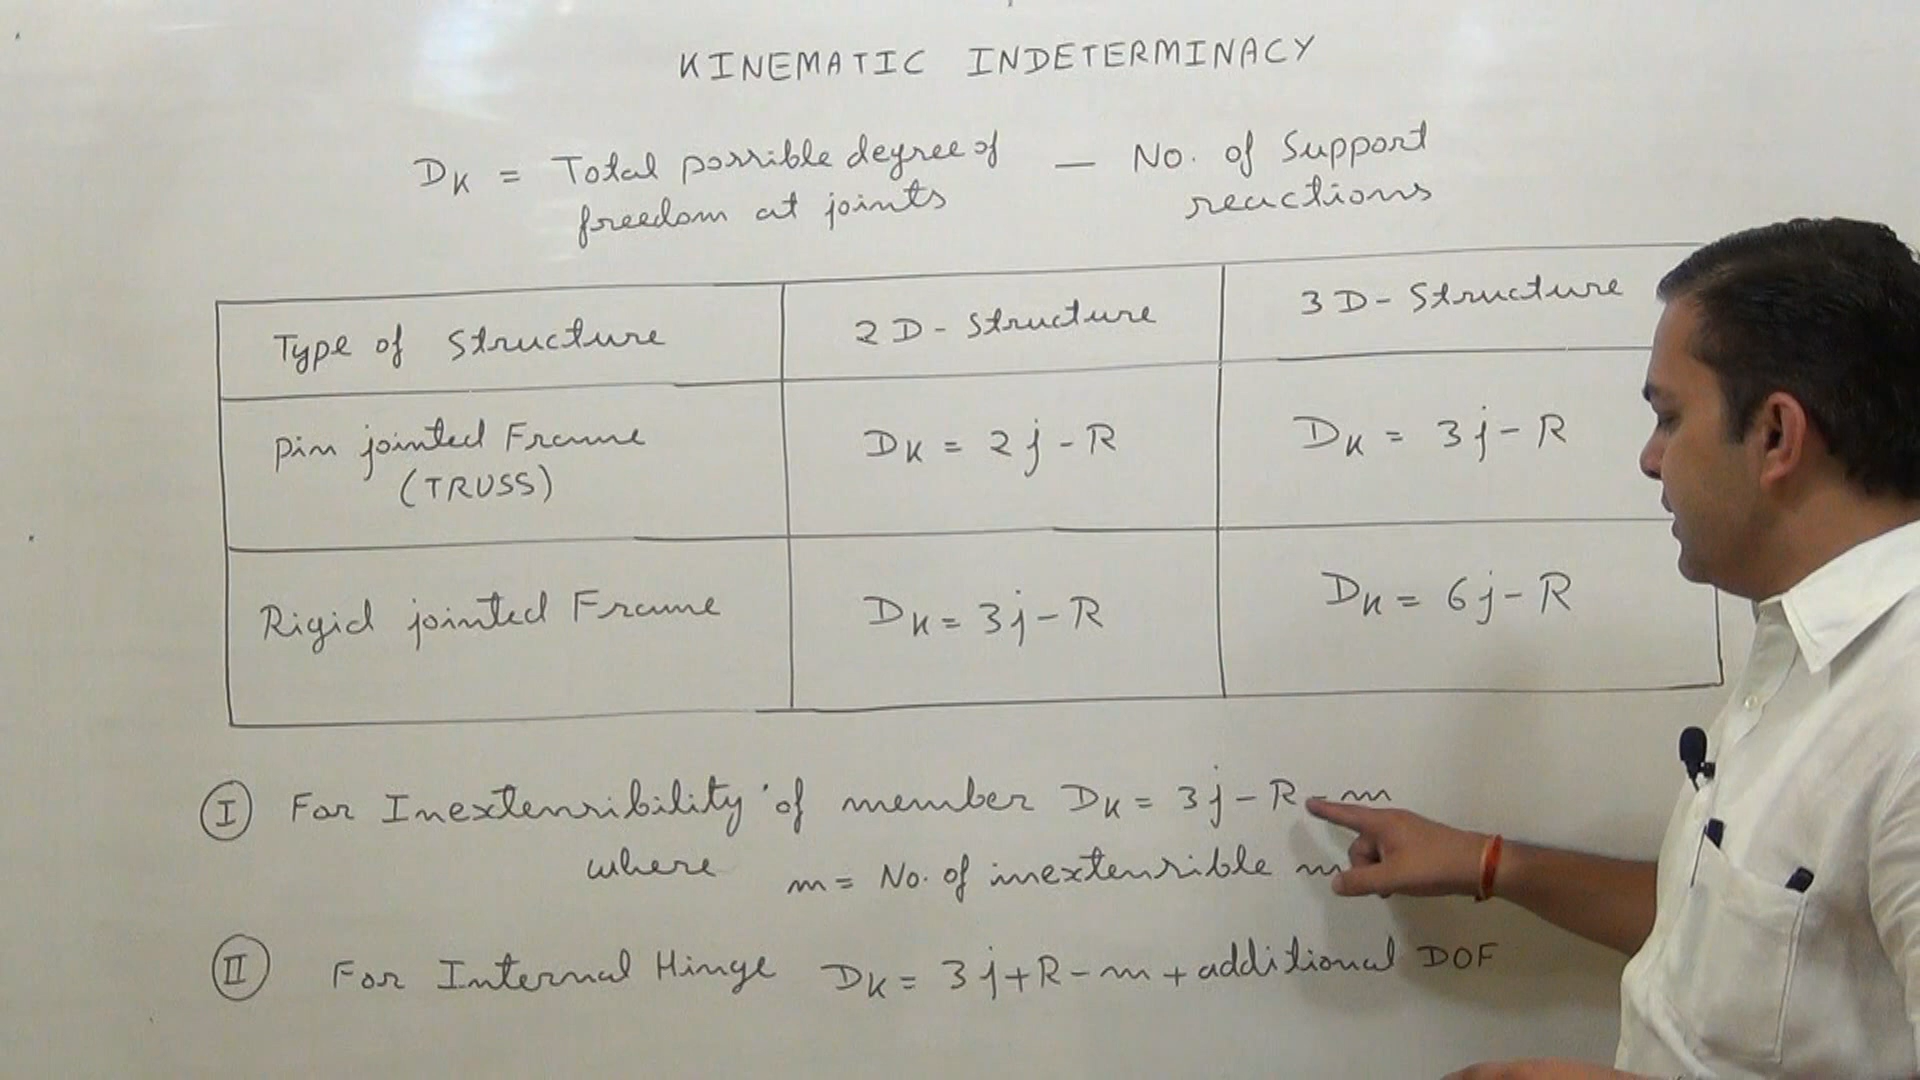 KINEMATIC INDETERMINACY
DK = Total possible degree of freedom at joints — No. of Support reactions
Type of Structure
2D- Structure
3D- Structure
Pin jointed Frame
(TRUSS)
DK = 2j - R
DK = 3j - R
Rigid jointed Frame
DK = 3j - R
DK = 6j - R
I For Inextensibility of member DK = 3j - R - m
where m = No. of inextensible
II For Internal Hinge DK = 3j + R - m + additional DOF